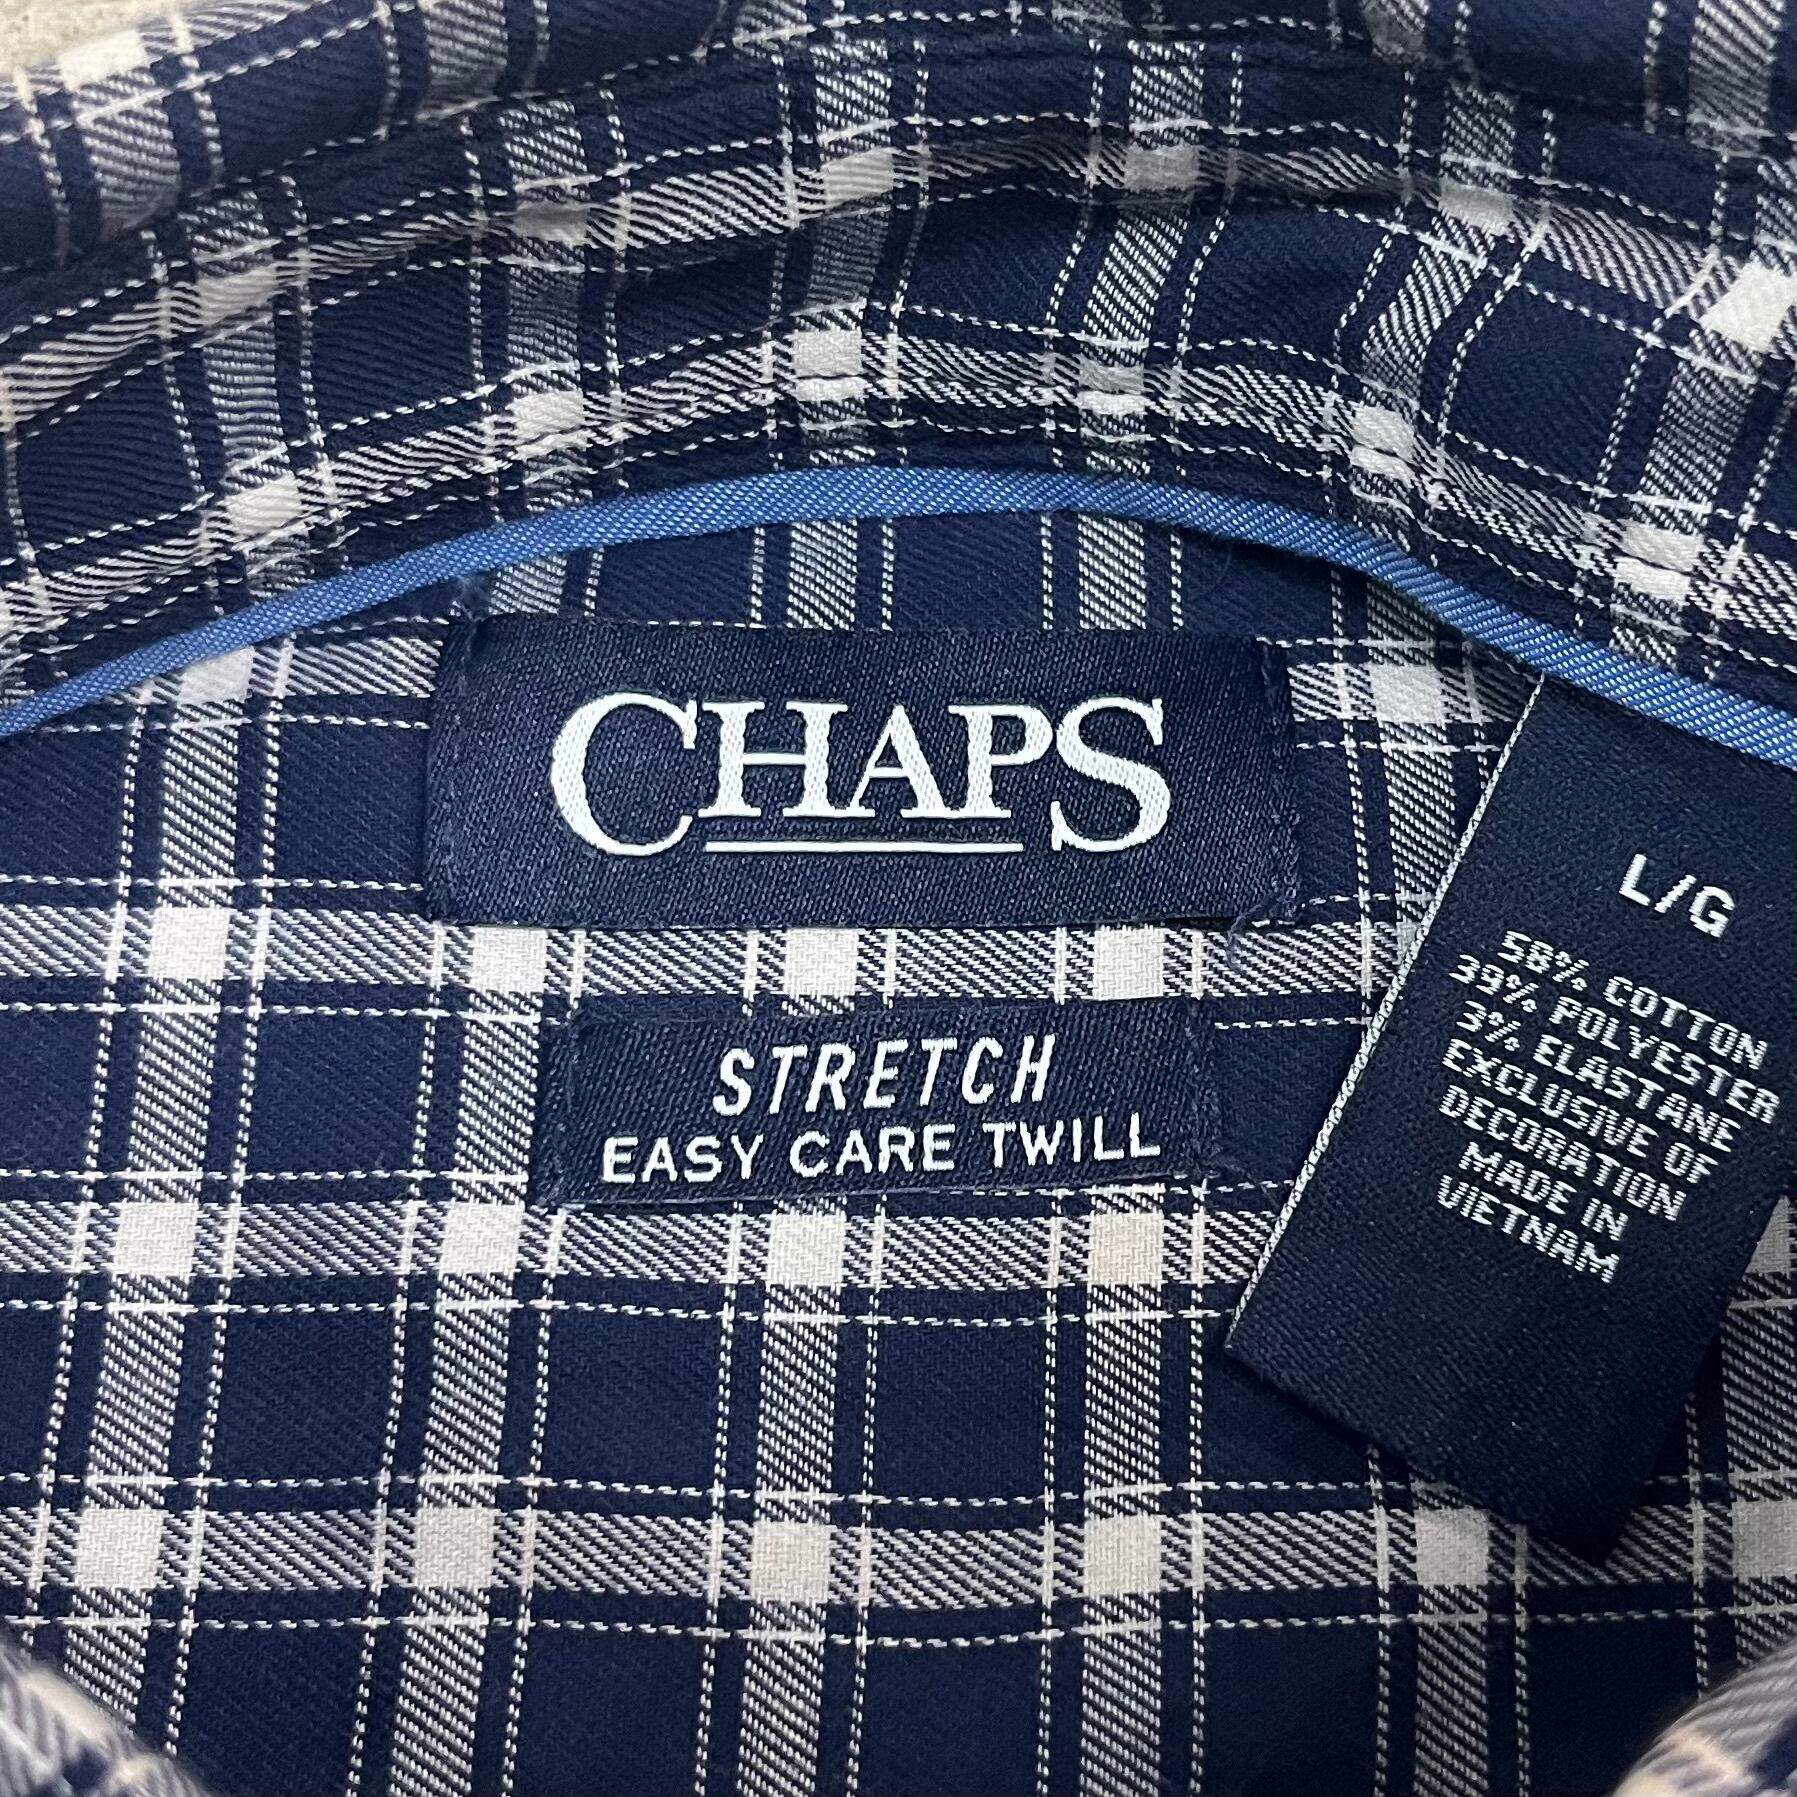 CHAPS
STRETCH
EASY CARE TWILL
L/G
58% COTTON
39% POLYESTER
3% ELASTANE
EXCLUSIVE OF
DECORATION
MADE IN
VIETNAM